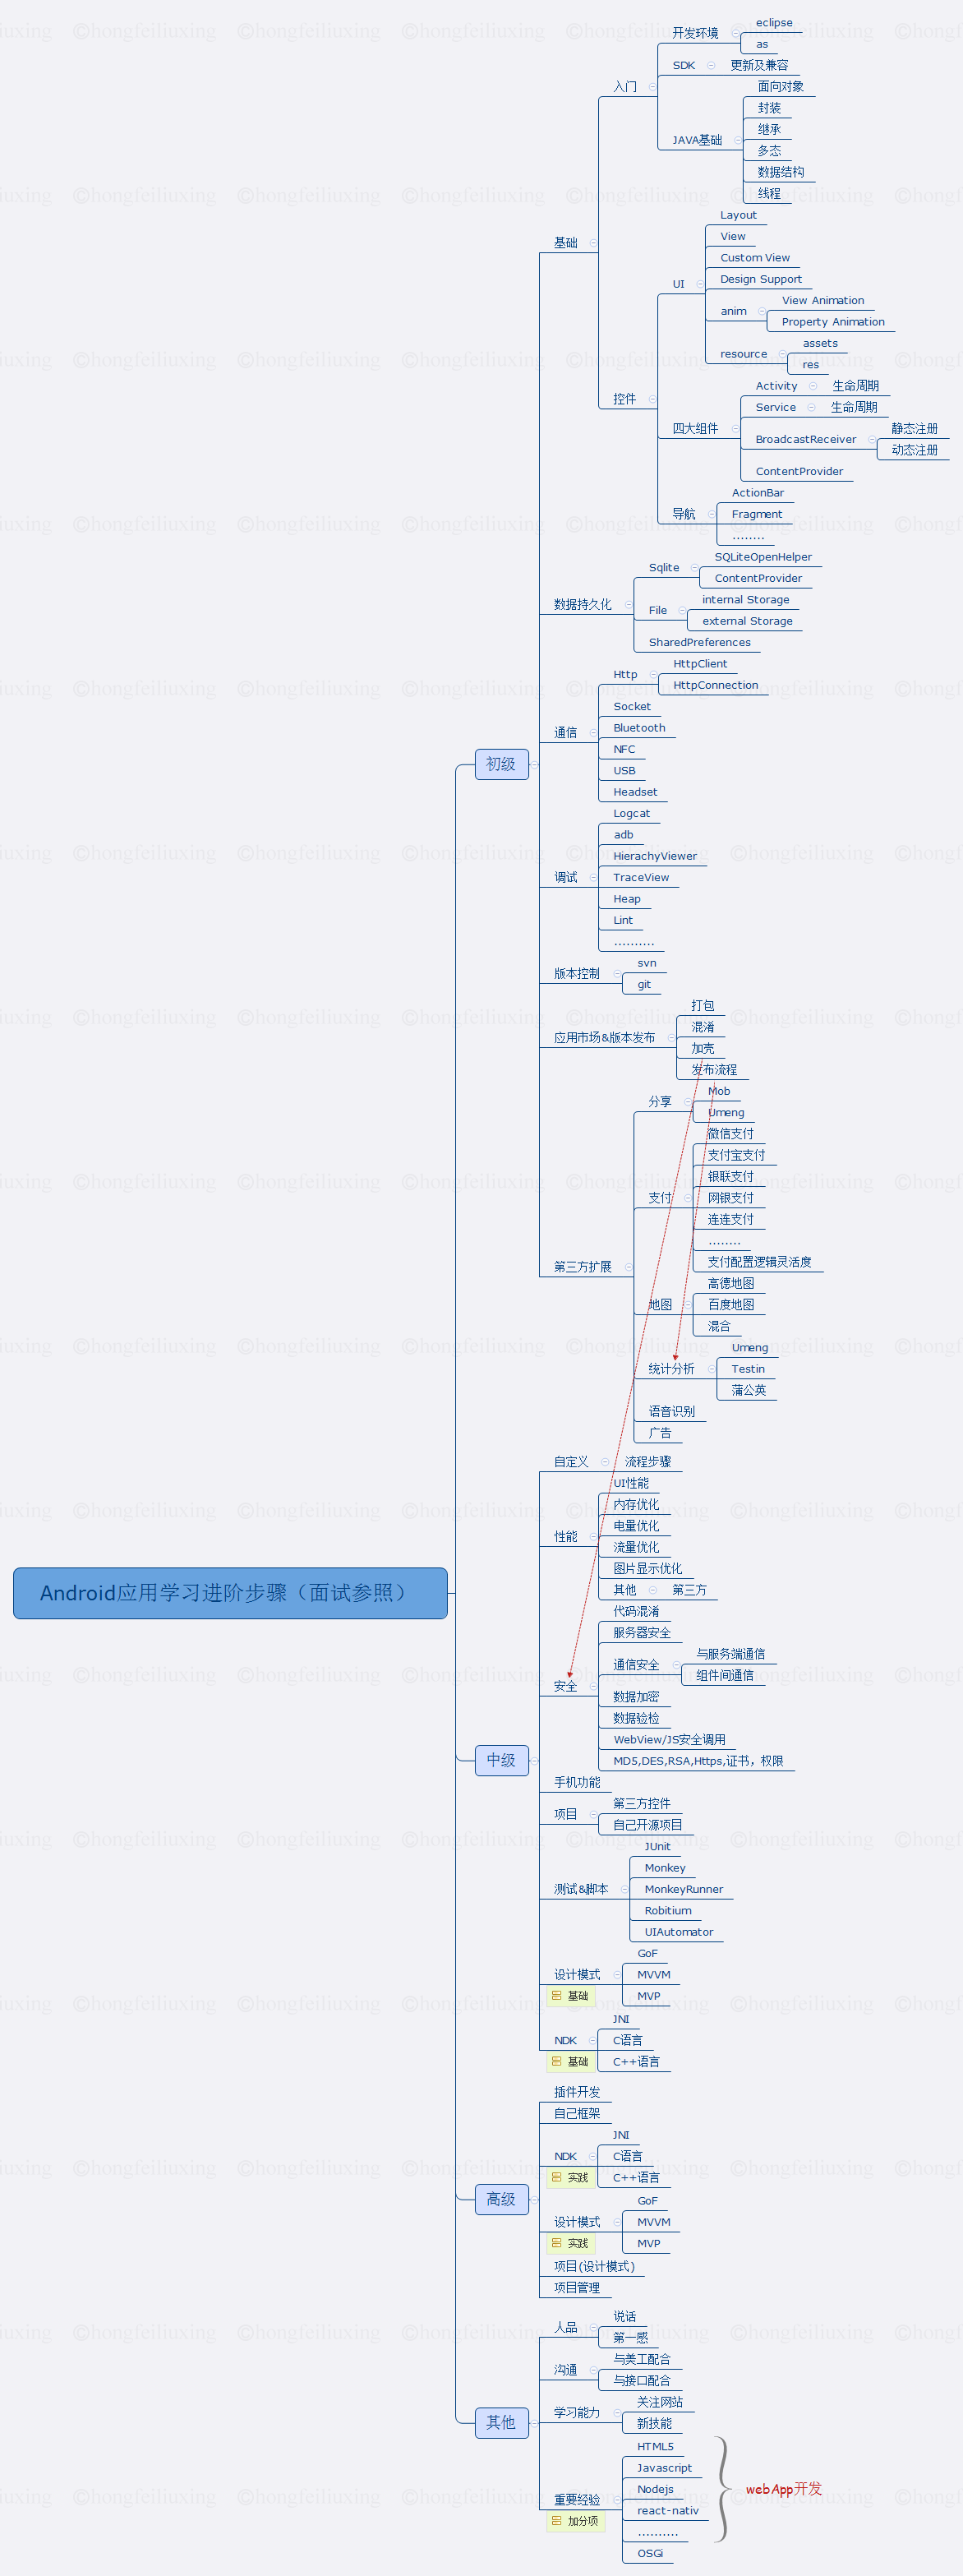 Android应用学习进阶步骤（面试参照）
初级
基础
入门
开发环境
eclipse
as
SDK
更新及兼容
JAVA基础
面向对象
封装
继承
多态
数据结构
线程
控件
UI
Layout
View
Custom View
Design Support
anim
View Animation
Property Animation
resource
assets
res
四大组件
Activity
生命周期
Service
生命周期
BroadcastReceiver
静态注册
动态注册
ContentProvider
导航
ActionBar
Fragment
........
数据持久化
Sqlite
SQLiteOpenHelper
ContentProvider
File
internal Storage
external Storage
SharedPreferences
通信
Http
HttpClient
HttpConnection
Socket
Bluetooth
NFC
USB
Headset
调试
Logcat
adb
HierachyViewer
TraceView
Heap
Lint
..........
版本控制
svn
git
应用市场&版本发布
打包
混淆
加壳
发布流程
第三方扩展
分享
Mob
Umeng
支付
微信支付
支付宝支付
银联支付
网银支付
连连支付
........
支付配置逻辑灵活度
地图
高德地图
百度地图
混合
统计分析
Umeng
Testin
蒲公英
语音识别
广告
中级
自定义
流程步骤
性能
UI性能
内存优化
电量优化
流量优化
图片显示优化
其他
第三方
安全
代码混淆
服务器安全
通信安全
与服务端通信
组件间通信
数据加密
数据验检
WebView/JS安全调用
MD5,DES,RSA,Https,证书，权限
手机功能
项目
第三方控件
自己开源项目
测试&脚本
JUnit
Monkey
MonkeyRunner
Robitium
UIAutomator
设计模式
基础
GoF
MVVM
MVP
NDK
基础
JNI
C语言
C++语言
高级
插件开发
自己框架
NDK
实践
JNI
C语言
C++语言
设计模式
实践
GoF
MVVM
MVP
项目(设计模式)
项目管理
其他
人品
说话
第一感
沟通
与美工配合
与接口配合
学习能力
关注网站
新技能
重要经验
加分项
HTML5
Javascript
Nodejs
react-nativ
..........
OSGi
webApp开发
©hongfeiliuxing